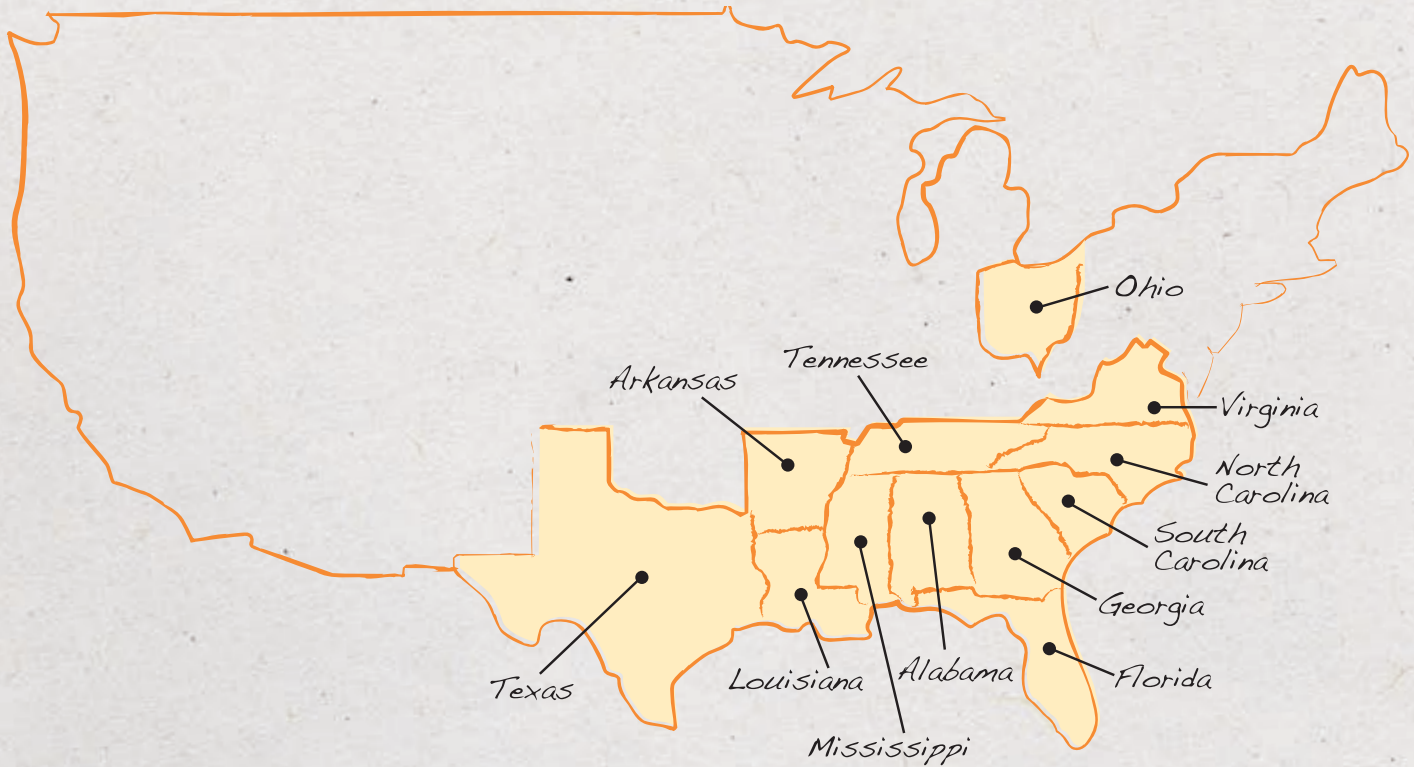 Ohio
Tennessee
Arkansas
Virginia
North
Carolina
South
Carolina
Georgia
Alabama
Florida
Louisiana
Texas
Mississippi